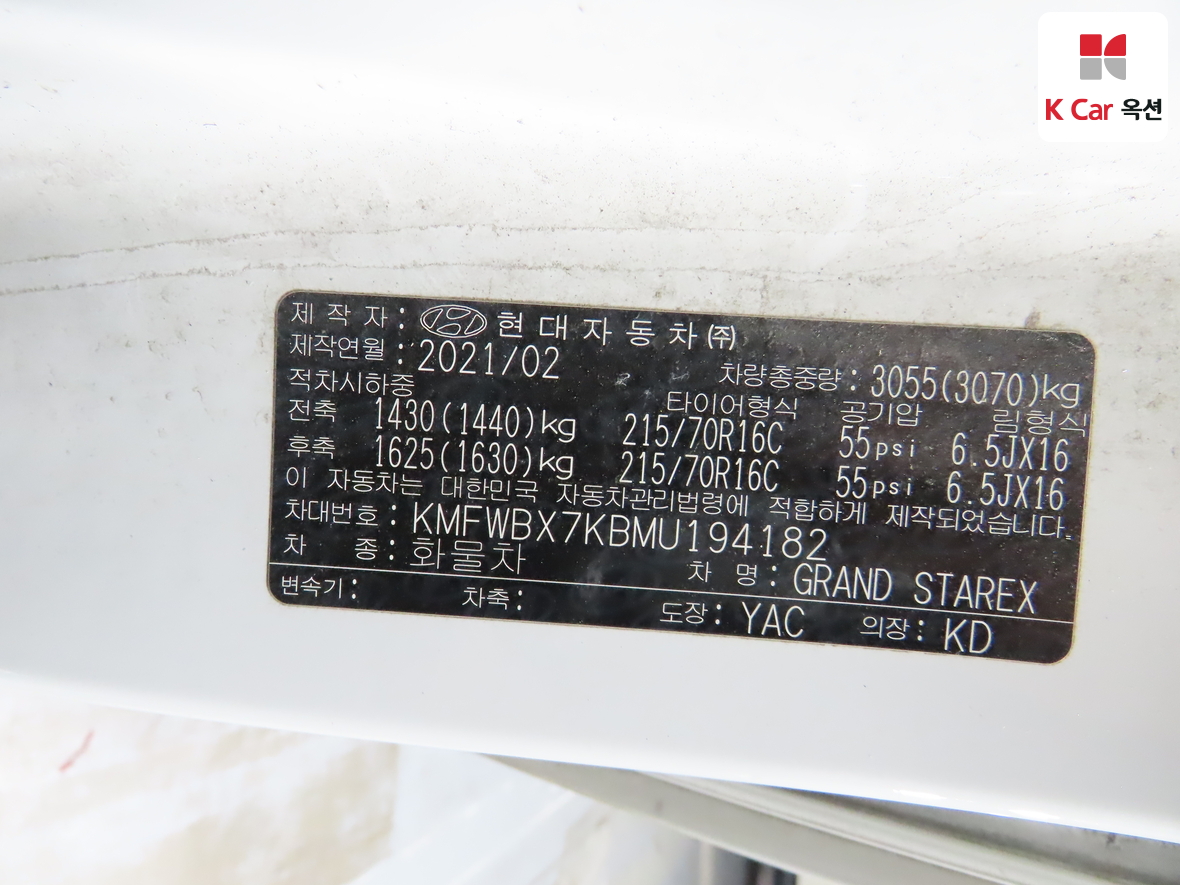 K Car 옥션
제 작 자 : 현 대 자 동 차 ㈜
제작연월 : 2021/02
차량총중량 : 3055(3070)kg
적차시하중 타이어형식 공기압 림형식
전축 1430(1440)kg 215/70R16C 55psi 6.5JX16
후축 1625(1630)kg 215/70R16C 55psi 6.5JX16
이 자동차는 대한민국 자동차관리법령에 적합하게 제작되었습니다.
차대번호 : KMFWBX7KBMU194182
차 종 : 화물차 차 명 : GRAND STAREX
변속기 : 차축 : 도장 : YAC 의장 : KD